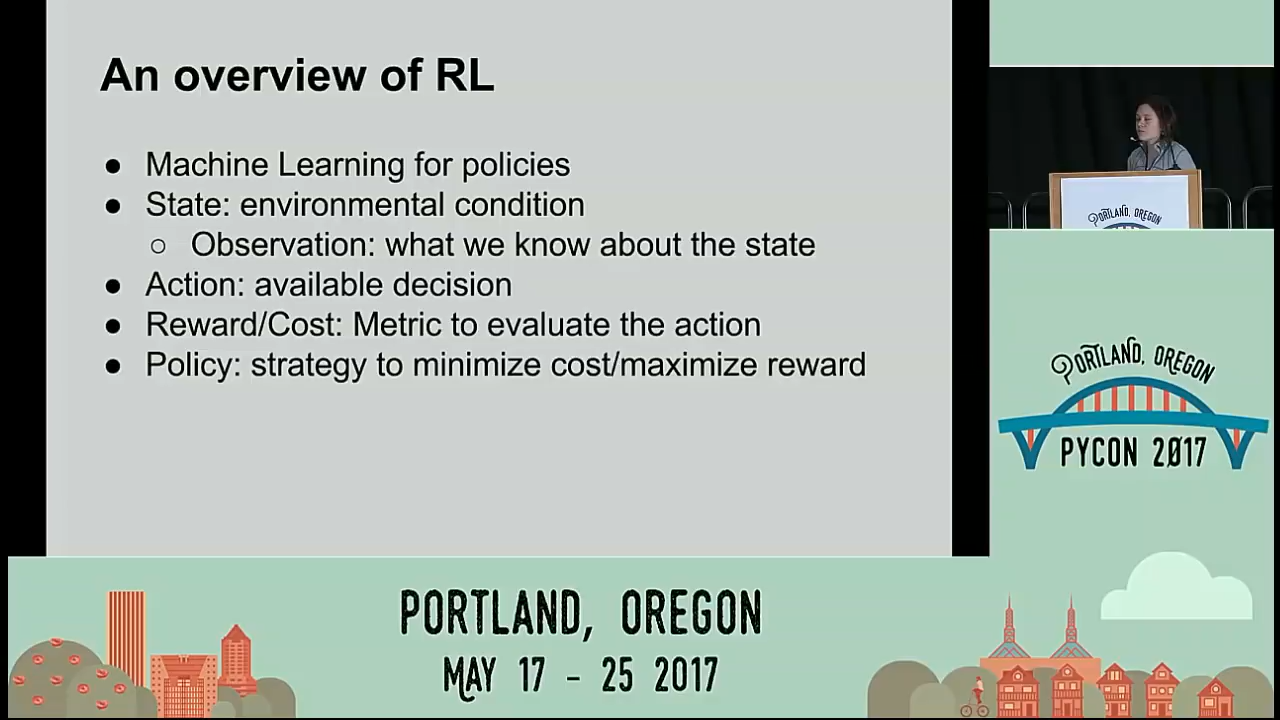 An overview of RL
● Machine Learning for policies
● State: environmental condition
○ Observation: what we know about the state
● Action: available decision
● Reward/Cost: Metric to evaluate the action
● Policy: strategy to minimize cost/maximize reward
PORTLAND, OREGON
PORTLAND, OREGON
PYCON 2017
PORTLAND, OREGON
MAY 17 - 25 2017